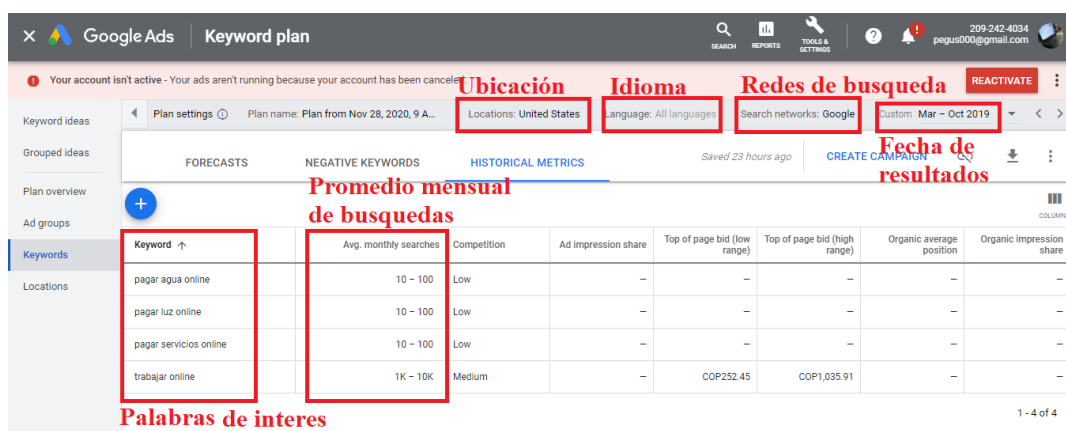 Google Ads Keyword plan SEARCH REPORTS TOOLS & SETTINGS 209-242-4034 pegus000@gmail.com
Your account isn't active - Your ads aren't running because your account has been cancele REACTIVATE
Ubicación Idioma Redes de busqueda
Keyword ideas Plan settings Plan name: Plan from Nov 28, 2020, 9 A... Locations: United States Language: All languages Search networks: Google Custom Mar – Oct 2019
Fecha de resultados
Grouped ideas FORECASTS NEGATIVE KEYWORDS HISTORICAL METRICS Saved 23 hours ago CREATE CAMPAIGN
Promedio mensual de busquedas
Plan overview
Ad groups COLUMN
Keywords Keyword Avg. monthly searches Competition Ad impression share Top of page bid (low range) Top of page bid (high range) Organic average position Organic impression share
Locations pagar agua online 10 – 100 Low – – – – –
pagar luz online 10 – 100 Low – – – – –
pagar servicios online 10 – 100 Low – – – – –
trabajar online 1K – 10K Medium – COP252.45 COP1,035.91 – –
Palabras de interes
1 - 4 of 4